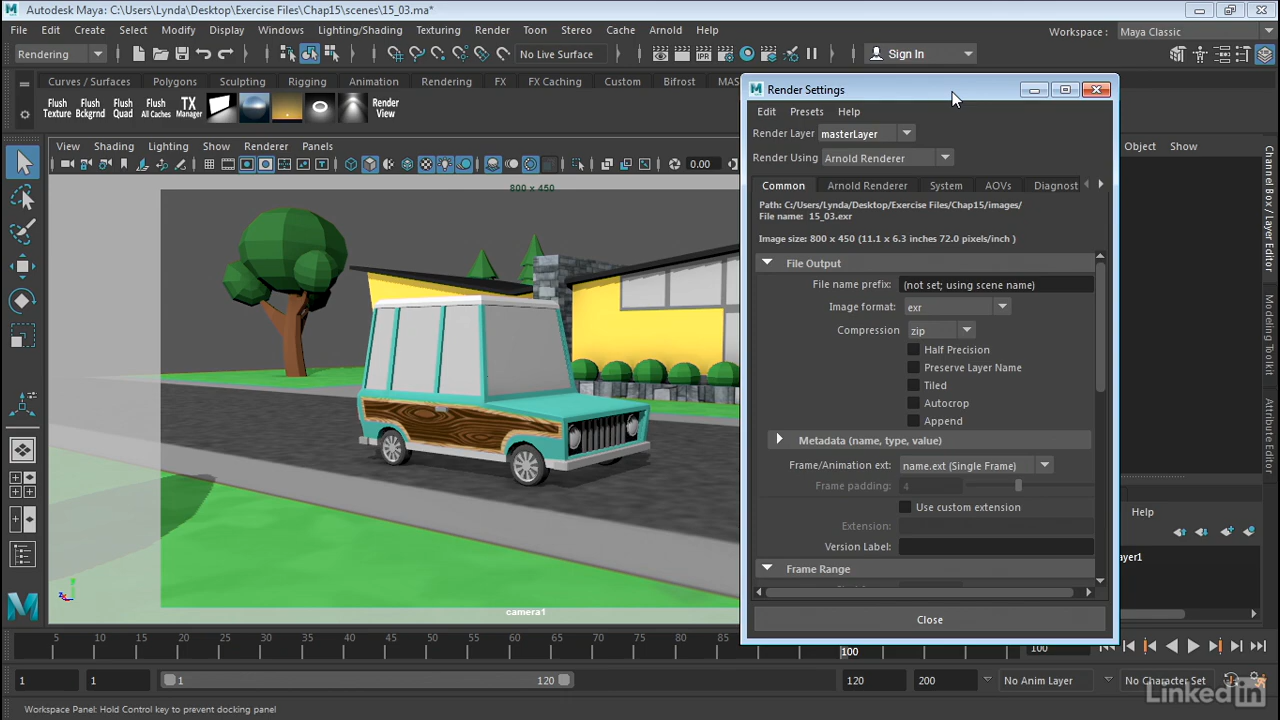 Autodesk Maya: C:\Users\Lynda\Desktop\Exercise Files\Chap15\scenes\15_03.ma*
File Edit Create Select Modify Display Windows Lighting/Shading Texturing Render Toon Stereo Cache Arnold Help
Workspace : Maya Classic
Rendering
No Live Surface
Sign In
Curves / Surfaces Polygons Sculpting Rigging Animation Rendering FX FX Caching Custom Bifrost MAS
Flush Texture
Flush Bckgrnd
Flush Quad
Flush All Caches
TX Manager
Render View
View Shading Lighting Show Renderer Panels
0.00
800 x 450
camera1
Render Settings
Edit Presets Help
Render Layer masterLayer
Render Using Arnold Renderer
Common Arnold Renderer System AOVs Diagnost
Path: C:/Users/Lynda/Desktop/Exercise Files/Chap15/images/
File name: 15_03.exr
Image size: 800 x 450 (11.1 x 6.3 inches 72.0 pixels/inch )
File Output
File name prefix: (not set; using scene name)
Image format: exr
Compression zip
Half Precision
Preserve Layer Name
Tiled
Autocrop
Append
Metadata (name, type, value)
Frame/Animation ext: name.ext (Single Frame)
Frame padding: 4
Use custom extension
Extension:
Version Label:
Frame Range
Close
Object Show
Channel Box / Layer Editor
Modeling Toolkit
Attribute Editor
Help
ayer1
5 10 15 20 25 30 35 40 45 50 55 60 65 70 75 80 85
100
100
1 1 1 120 120 200 No Anim Layer No Character Set
Workspace Panel: Hold Control key to prevent docking panel
Linked in